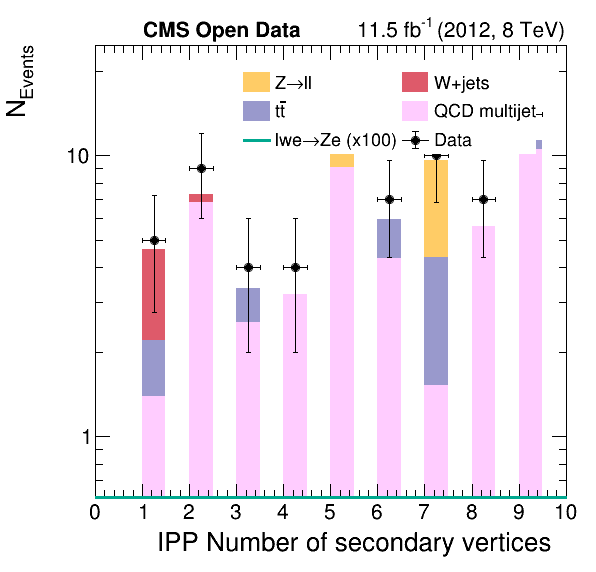 CMS Open Data 11.5 fb-1 (2012, 8 TeV)
NEvents
Z→ll W+jets
tt̄ QCD multijet
lwe→Ze (x100) Data
10
1
0 1 2 3 4 5 6 7 8 9 10
IPP Number of secondary vertices